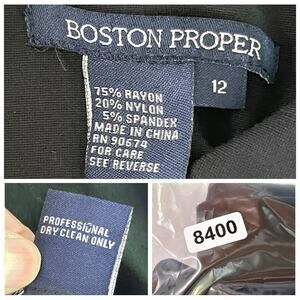 BOSTON PROPER
12
75% RAYON
20% NYLON
5% SPANDEX
MADE IN CHINA
RN 90674
FOR CARE
SEE REVERSE
PROFESSIONAL
DRY CLEAN ONLY
8400